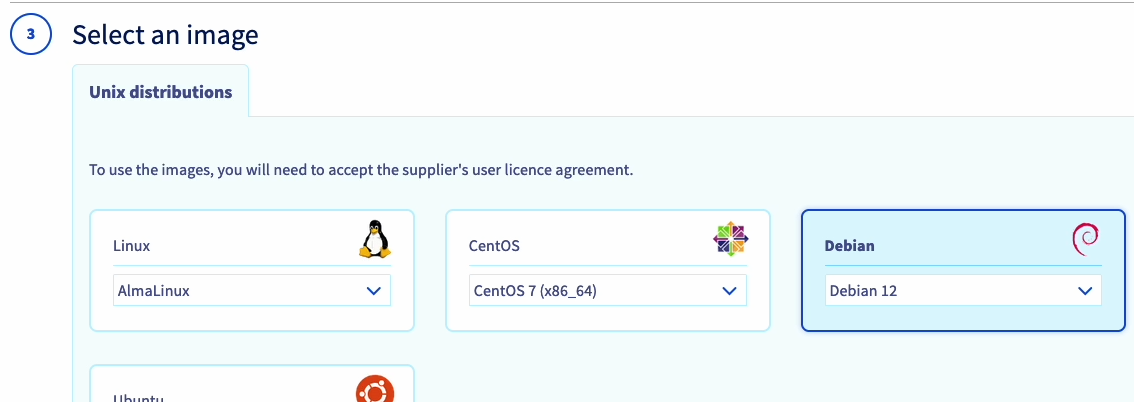 3
Select an image
Unix distributions
To use the images, you will need to accept the supplier's user licence agreement.
Linux
AlmaLinux
CentOS
CentOS 7 (x86_64)
Debian
Debian 12
Ubuntu